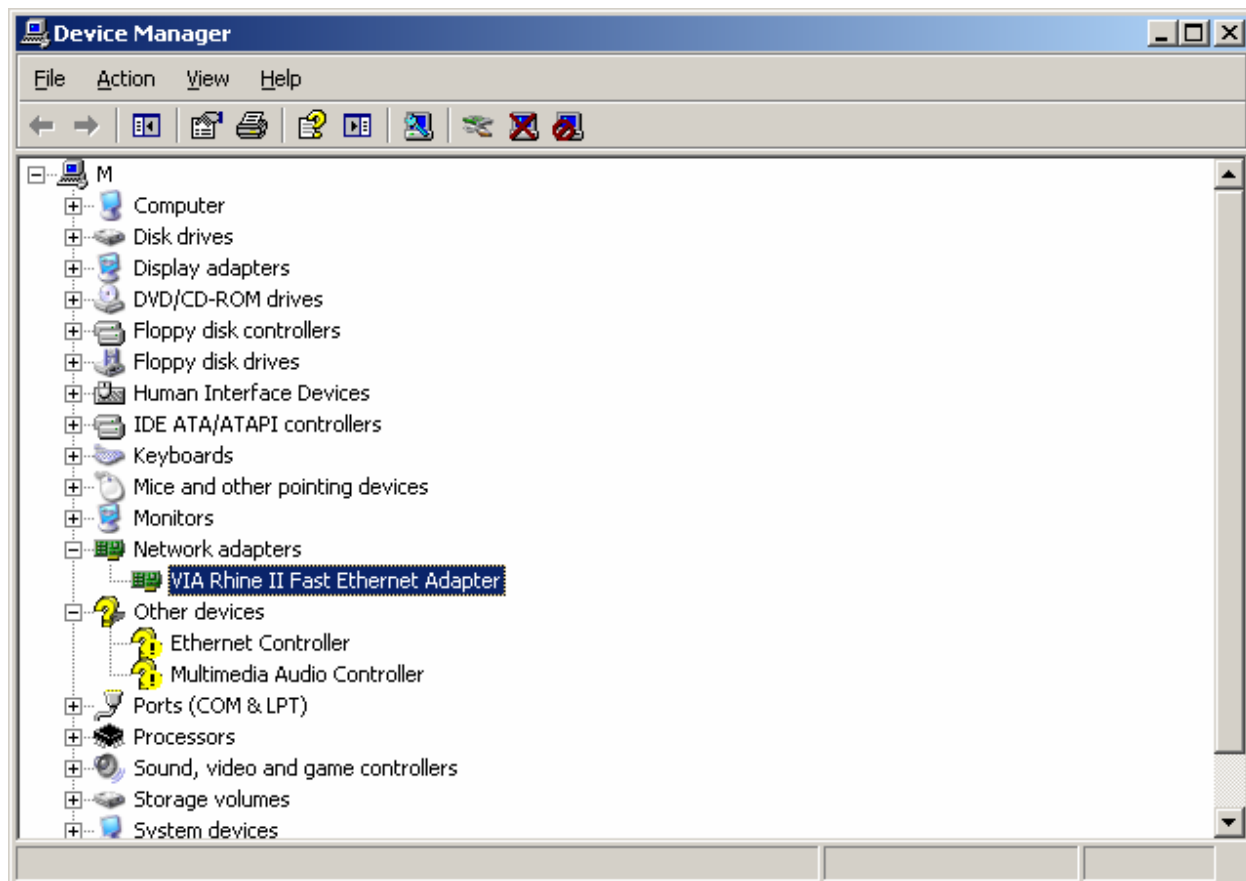 Device Manager
File Action View Help
M
Computer
Disk drives
Display adapters
DVD/CD-ROM drives
Floppy disk controllers
Floppy disk drives
Human Interface Devices
IDE ATA/ATAPI controllers
Keyboards
Mice and other pointing devices
Monitors
Network adapters
VIA Rhine II Fast Ethernet Adapter
Other devices
Ethernet Controller
Multimedia Audio Controller
Ports (COM & LPT)
Processors
Sound, video and game controllers
Storage volumes
System devices